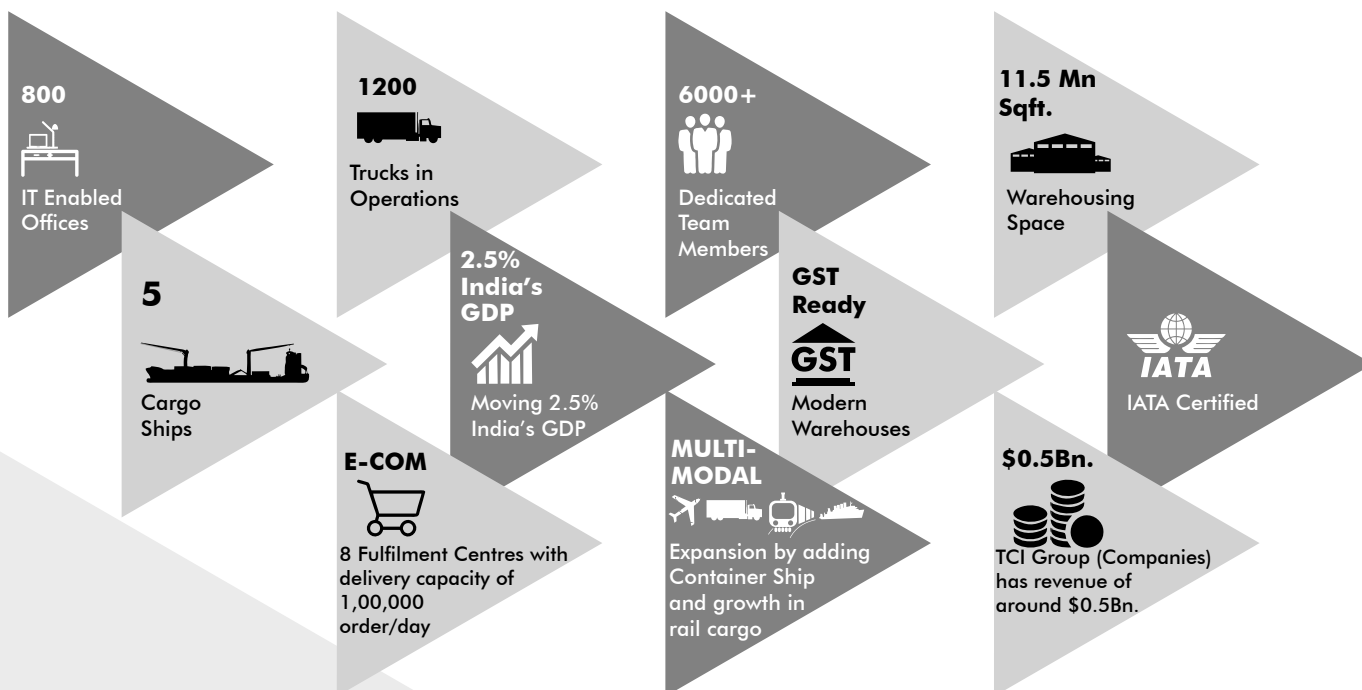 800
IT Enabled
Offices
1200
Trucks in
Operations
6000+
Dedicated
Team
Members
11.5 Mn
Sqft.
Warehousing
Space
5
Cargo
Ships
2.5%
India’s
GDP
Moving 2.5%
India’s GDP
GST
Ready
GST
Modern
Warehouses
IATA
IATA Certified
E-COM
8 Fulfilment Centres with
delivery capacity of
1,00,000
order/day
MULTI-
MODAL
Expansion by adding
Container Ship
and growth in
rail cargo
$0.5Bn.
TCI Group (Companies)
has revenue of
around $0.5Bn.